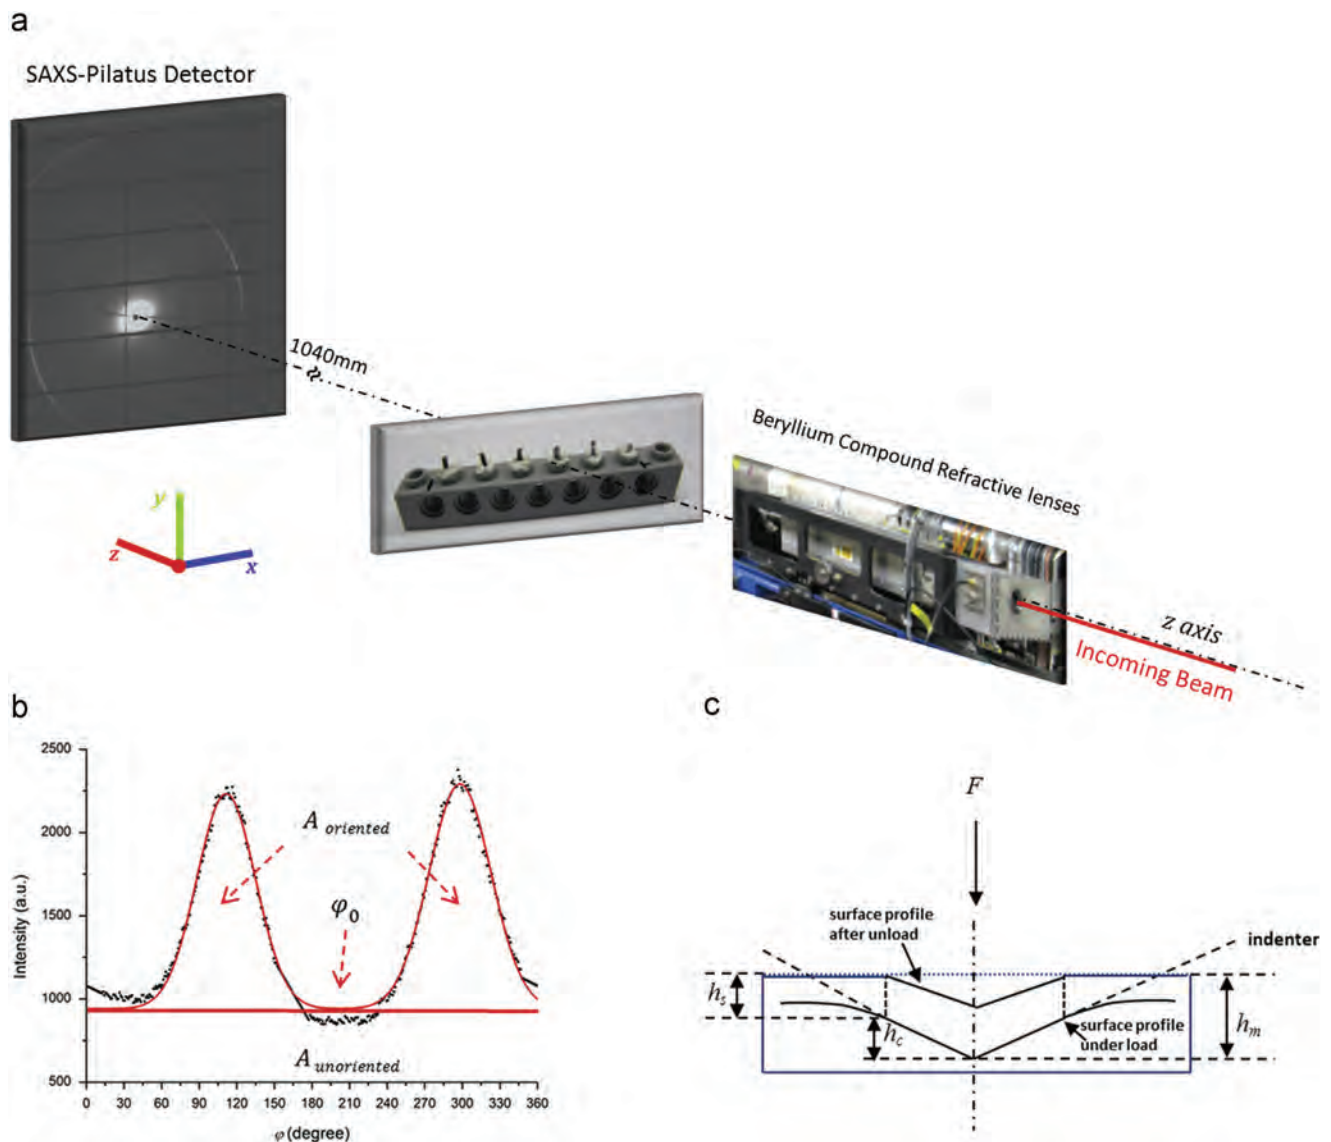 a
SAXS-Pilatus Detector
1040mm
Beryllium Compound Refractive lenses
y
z
x
z axis
Incoming Beam
b
2500
2000
1500
1000
500
Intensity (a.u.)
A oriented
φ0
A unoriented
0 30 60 90 120 150 180 210 240 270 300 330 360
φ (degree)
c
F
surface profile
after unload
indenter
hs
hc
hm
surface profile
under load